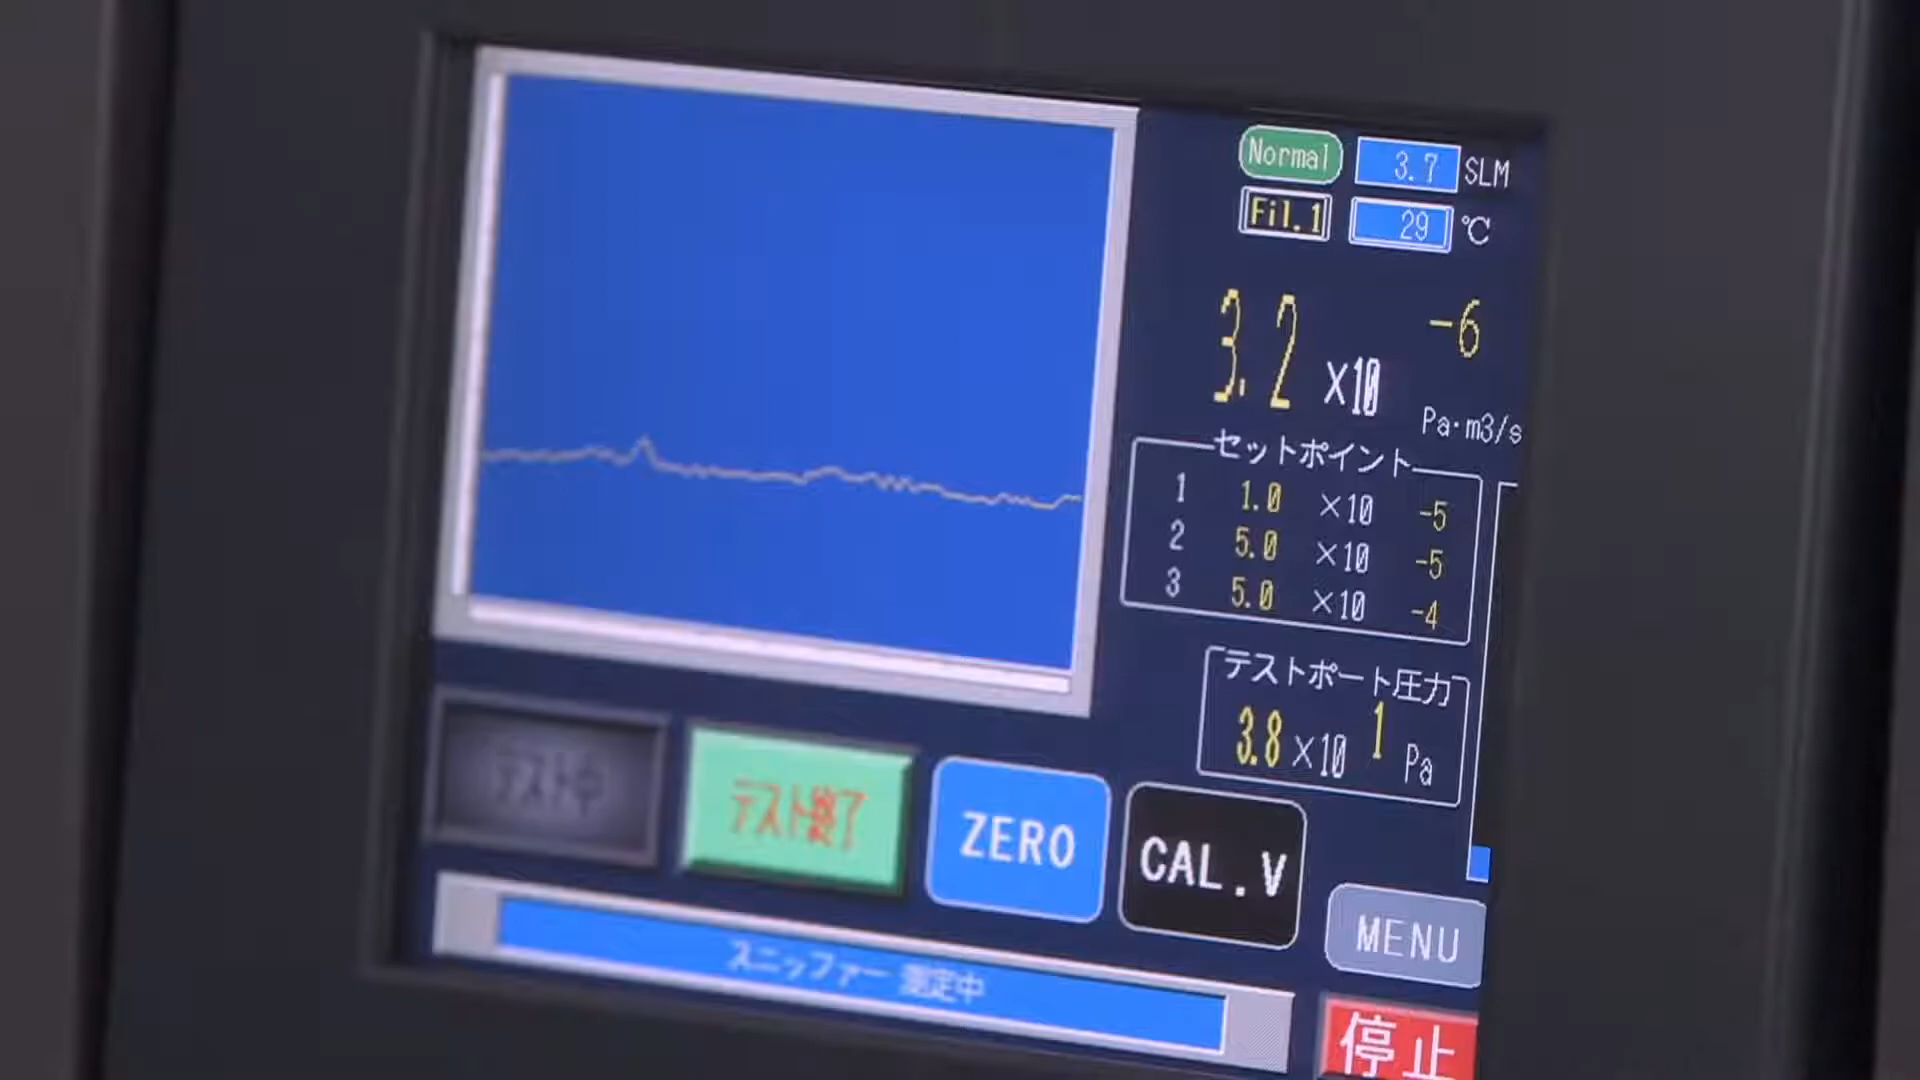 Normal 3.7 SLM
Fil.1 29 ℃
3.2 ×10 -6
Pa·m3/s
セットポイント
1 1.0 ×10 -5
2 5.0 ×10 -5
3 5.0 ×10 -4
テストポート圧力
3.8 ×10 1 Pa
テスト中
テスト終了
ZERO
CAL.V
MENU
スニッファー 測定中
停止